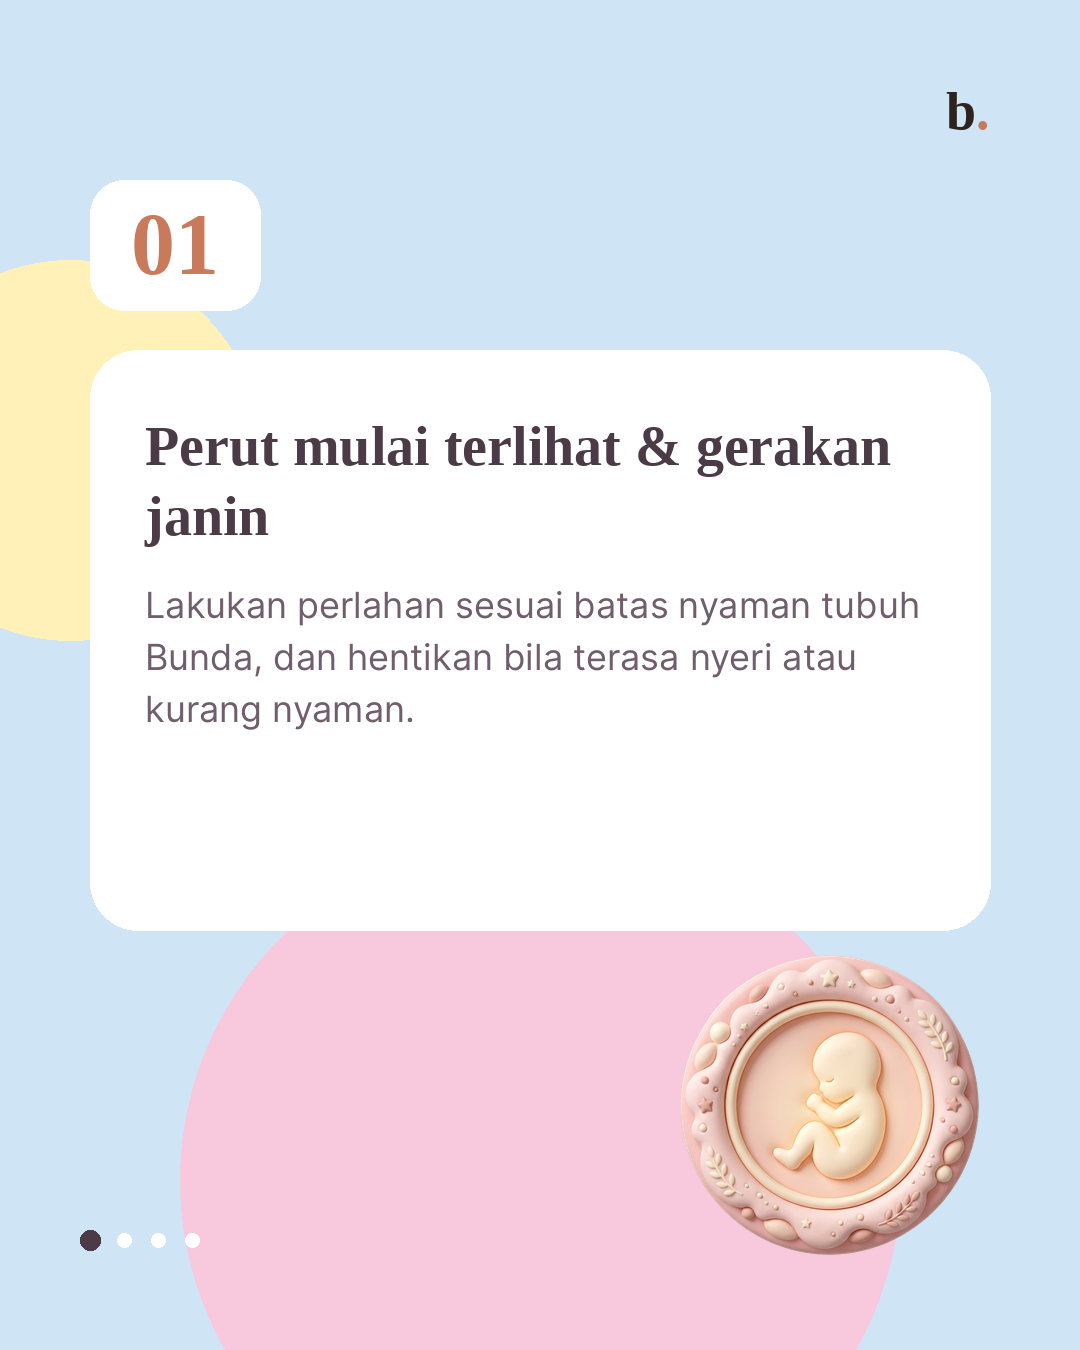 b.
01
Perut mulai terlihat & gerakan
janin
Lakukan perlahan sesuai batas nyaman tubuh
Bunda, dan hentikan bila terasa nyeri atau
kurang nyaman.